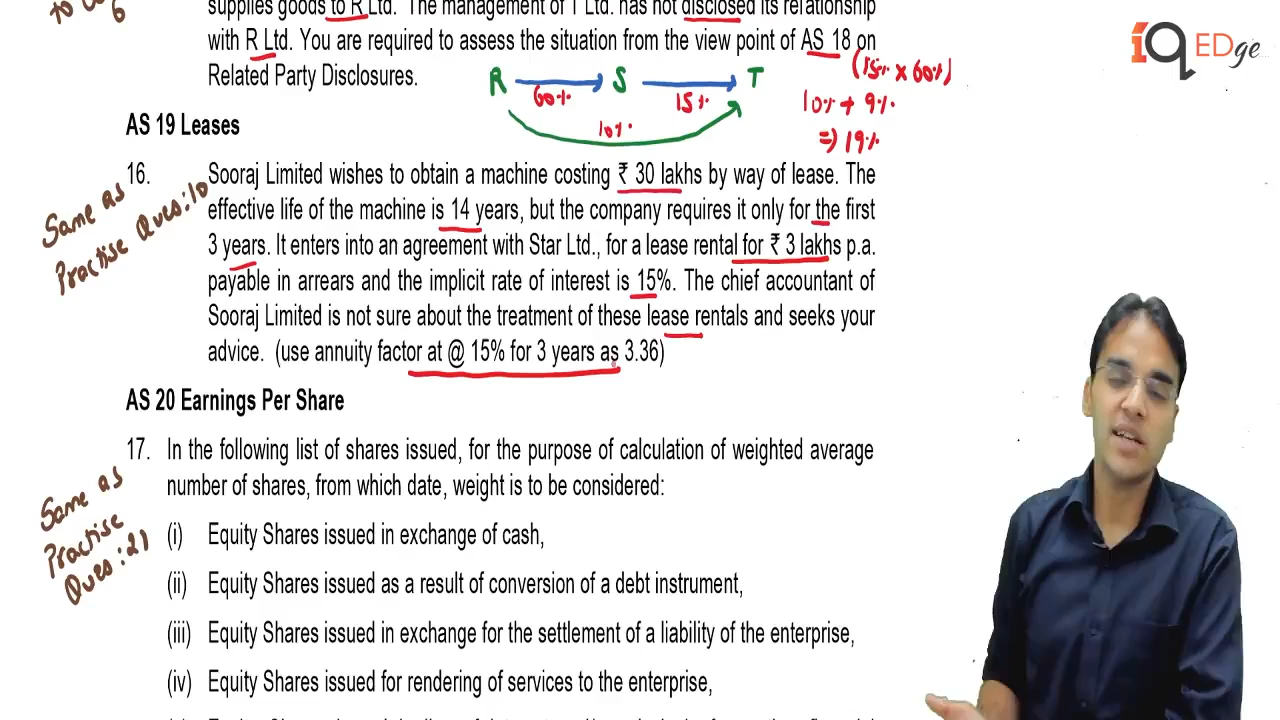 supplies goods to R Ltd. The management of T Ltd. has not disclosed its relationship
with R Ltd. You are required to assess the situation from the view point of AS 18 on
Related Party Disclosures.
R 60% S 15% T
10%
(15% x 60%)
10% + 9%
=> 19%
iQ EDge
AS 19 Leases
Same as
Practise Ques:10
16. Sooraj Limited wishes to obtain a machine costing ₹ 30 lakhs by way of lease. The
effective life of the machine is 14 years, but the company requires it only for the first
3 years. It enters into an agreement with Star Ltd., for a lease rental for ₹ 3 lakhs p.a.
payable in arrears and the implicit rate of interest is 15%. The chief accountant of
Sooraj Limited is not sure about the treatment of these lease rentals and seeks your
advice. (use annuity factor at @ 15% for 3 years as 3.36)
AS 20 Earnings Per Share
Same as
Practise
Ques:21
17. In the following list of shares issued, for the purpose of calculation of weighted average
number of shares, from which date, weight is to be considered:
(i) Equity Shares issued in exchange of cash,
(ii) Equity Shares issued as a result of conversion of a debt instrument,
(iii) Equity Shares issued in exchange for the settlement of a liability of the enterprise,
(iv) Equity Shares issued for rendering of services to the enterprise,